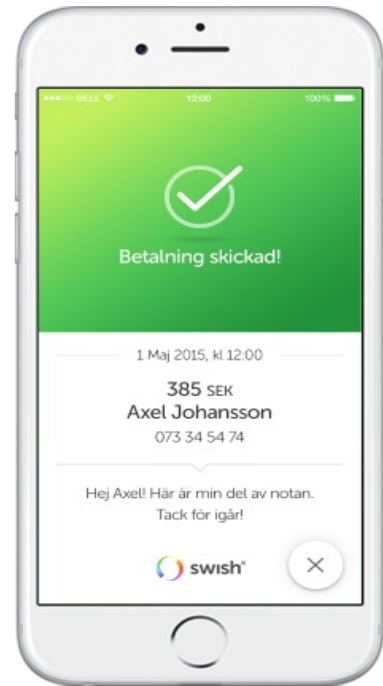 BELL 12:00 100%
Betalning skickad!
1 Maj 2015, kl 12:00
385 SEK
Axel Johansson
073 34 54 74
Hej Axel! Här är min del av notan.
Tack för igår!
swish®